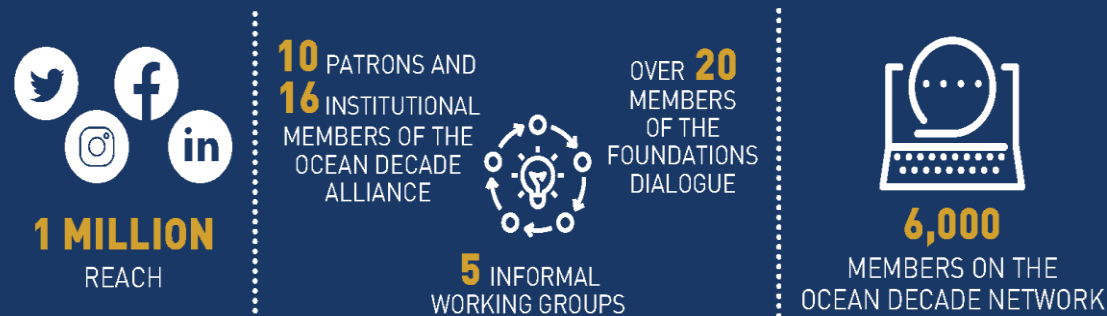 1 MILLION
REACH
10 PATRONS AND
16 INSTITUTIONAL
MEMBERS OF THE
OCEAN DECADE
ALLIANCE
OVER 20
MEMBERS
OF THE
FOUNDATIONS
DIALOGUE
5 INFORMAL
WORKING GROUPS
6,000
MEMBERS ON THE
OCEAN DECADE NETWORK